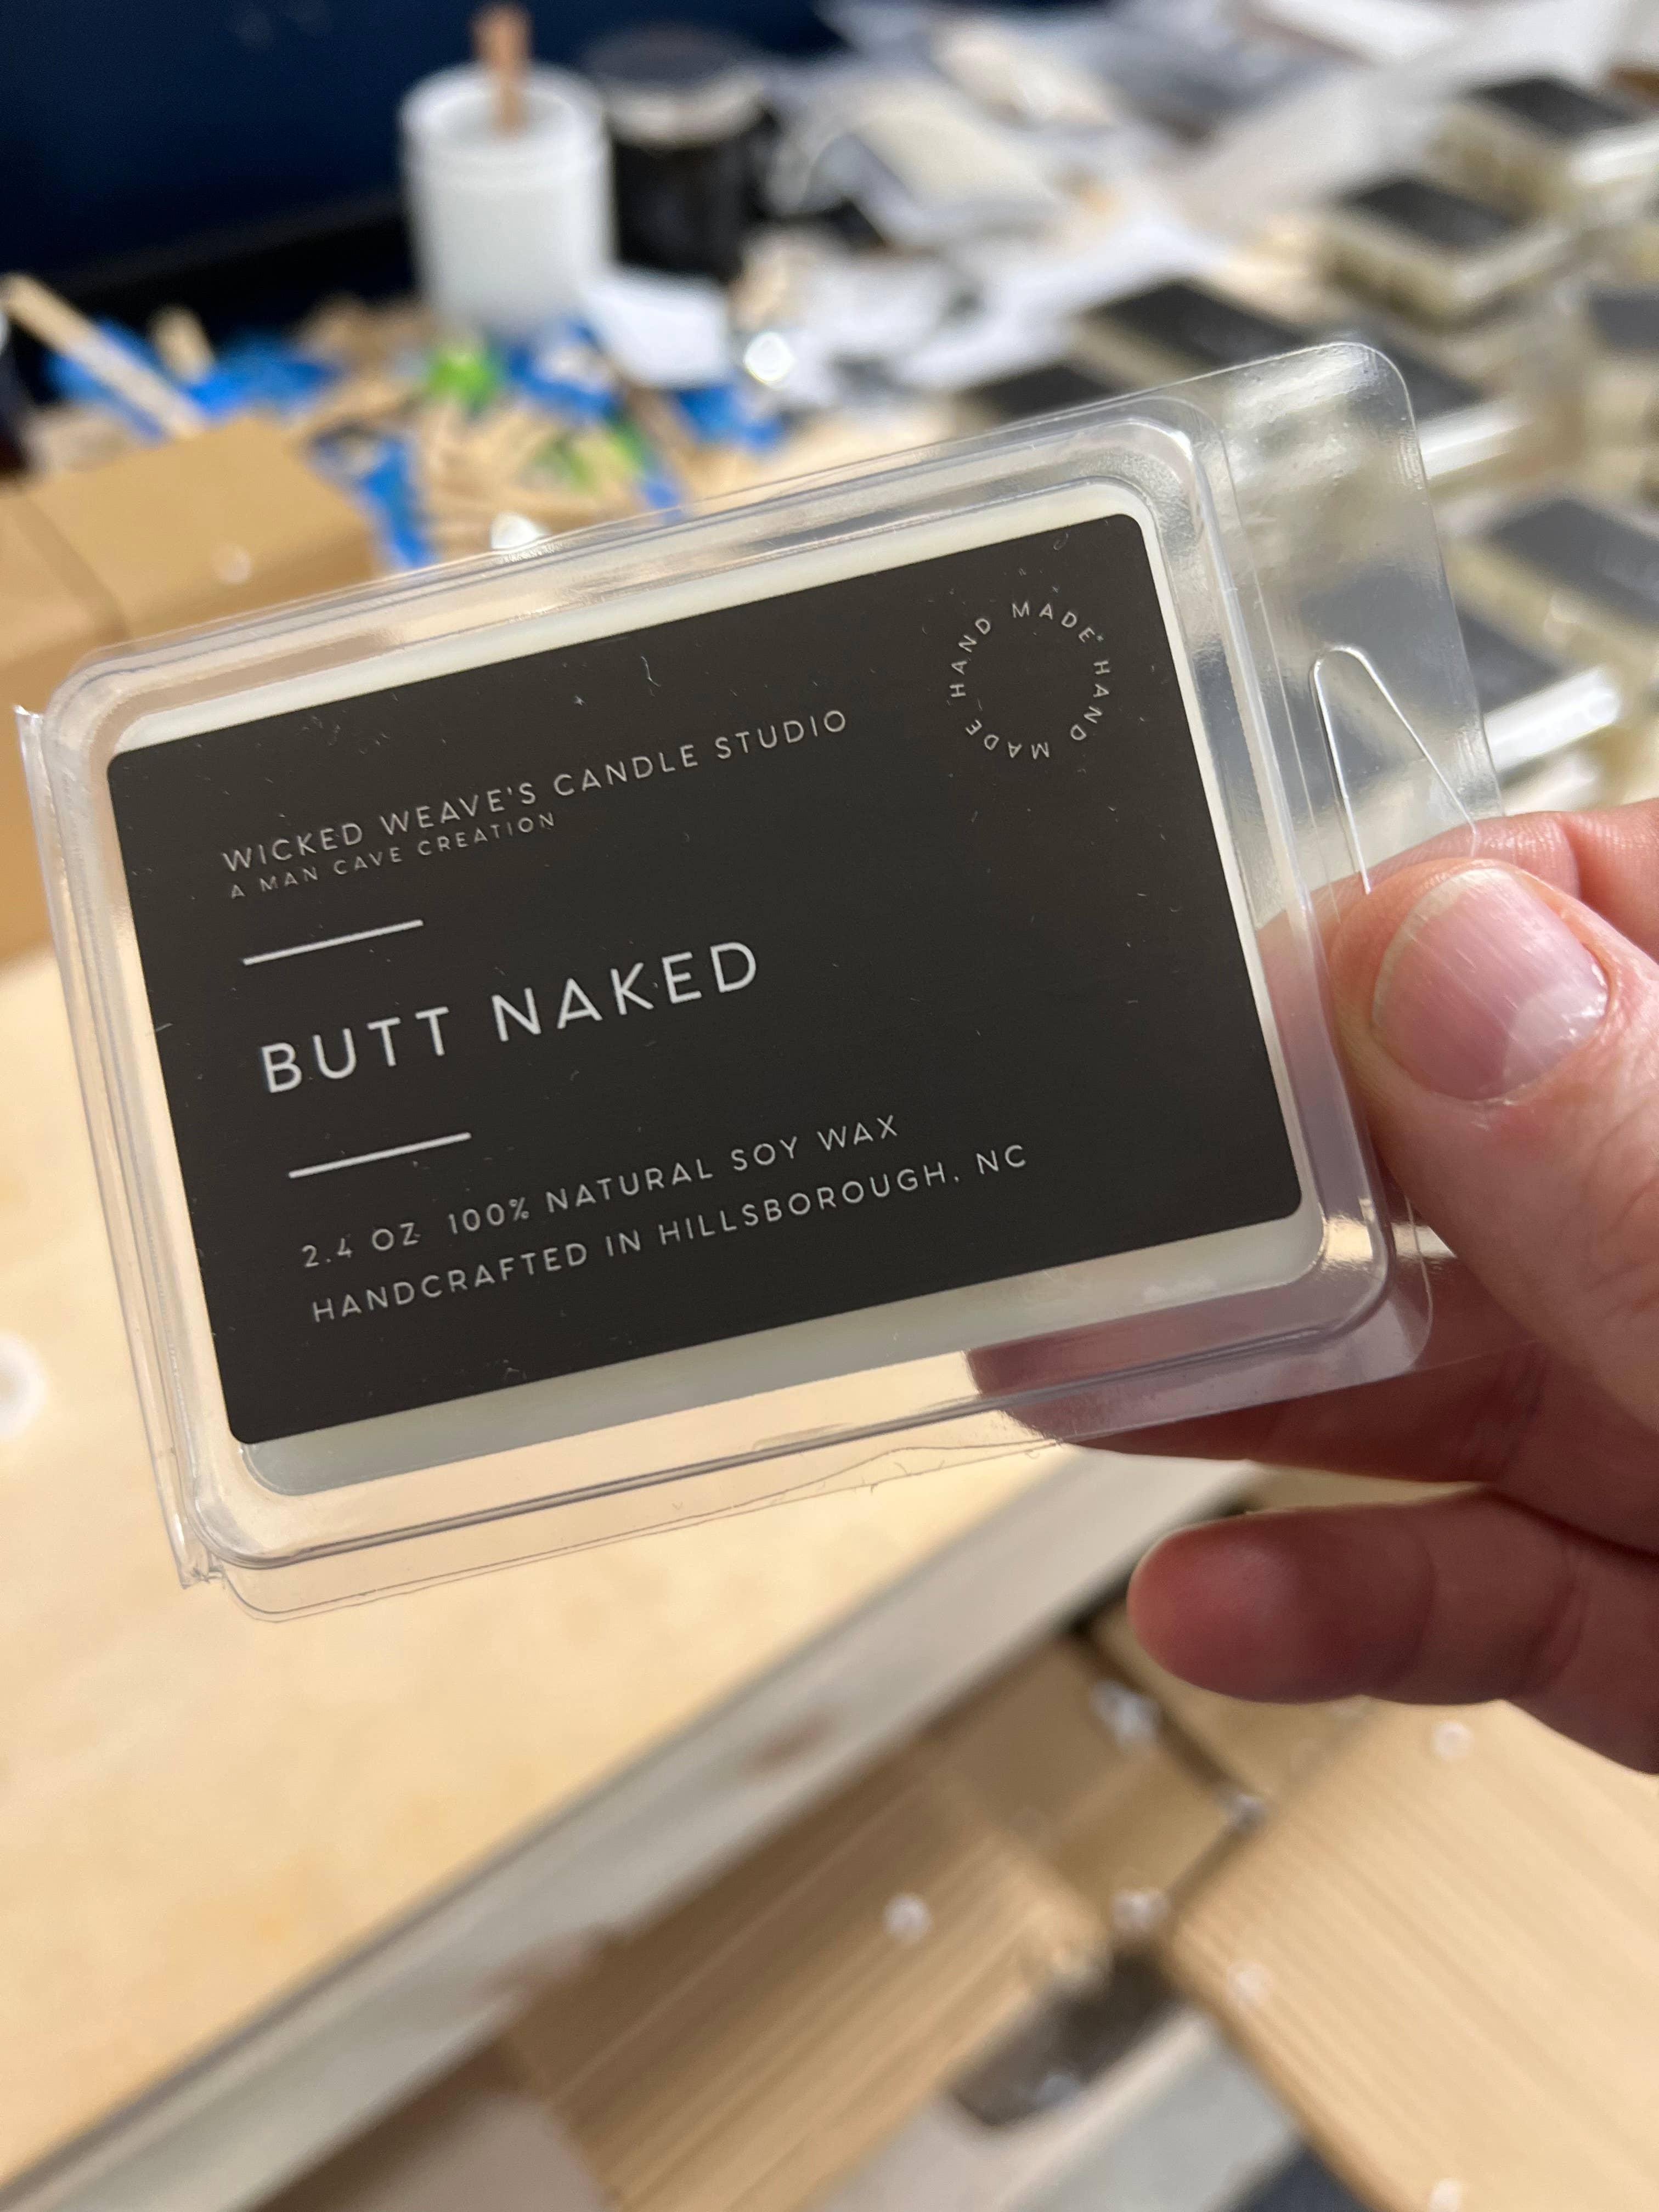 WICKED WEAVE'S CANDLE STUDIO
A MAN CAVE CREATION
HAND MADE* HAND MADE
BUTT NAKED
2.4 OZ 100% NATURAL SOY WAX
HANDCRAFTED IN HILLSBOROUGH, NC